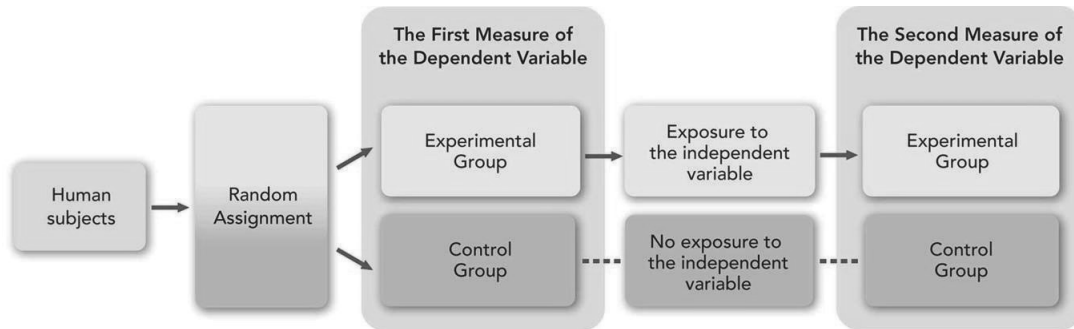 The First Measure of
the Dependent Variable
The Second Measure of
the Dependent Variable
Human
subjects
Random
Assignment
Experimental
Group
Exposure to
the independent
variable
Experimental
Group
Control
Group
No exposure to
the independent
variable
Control
Group